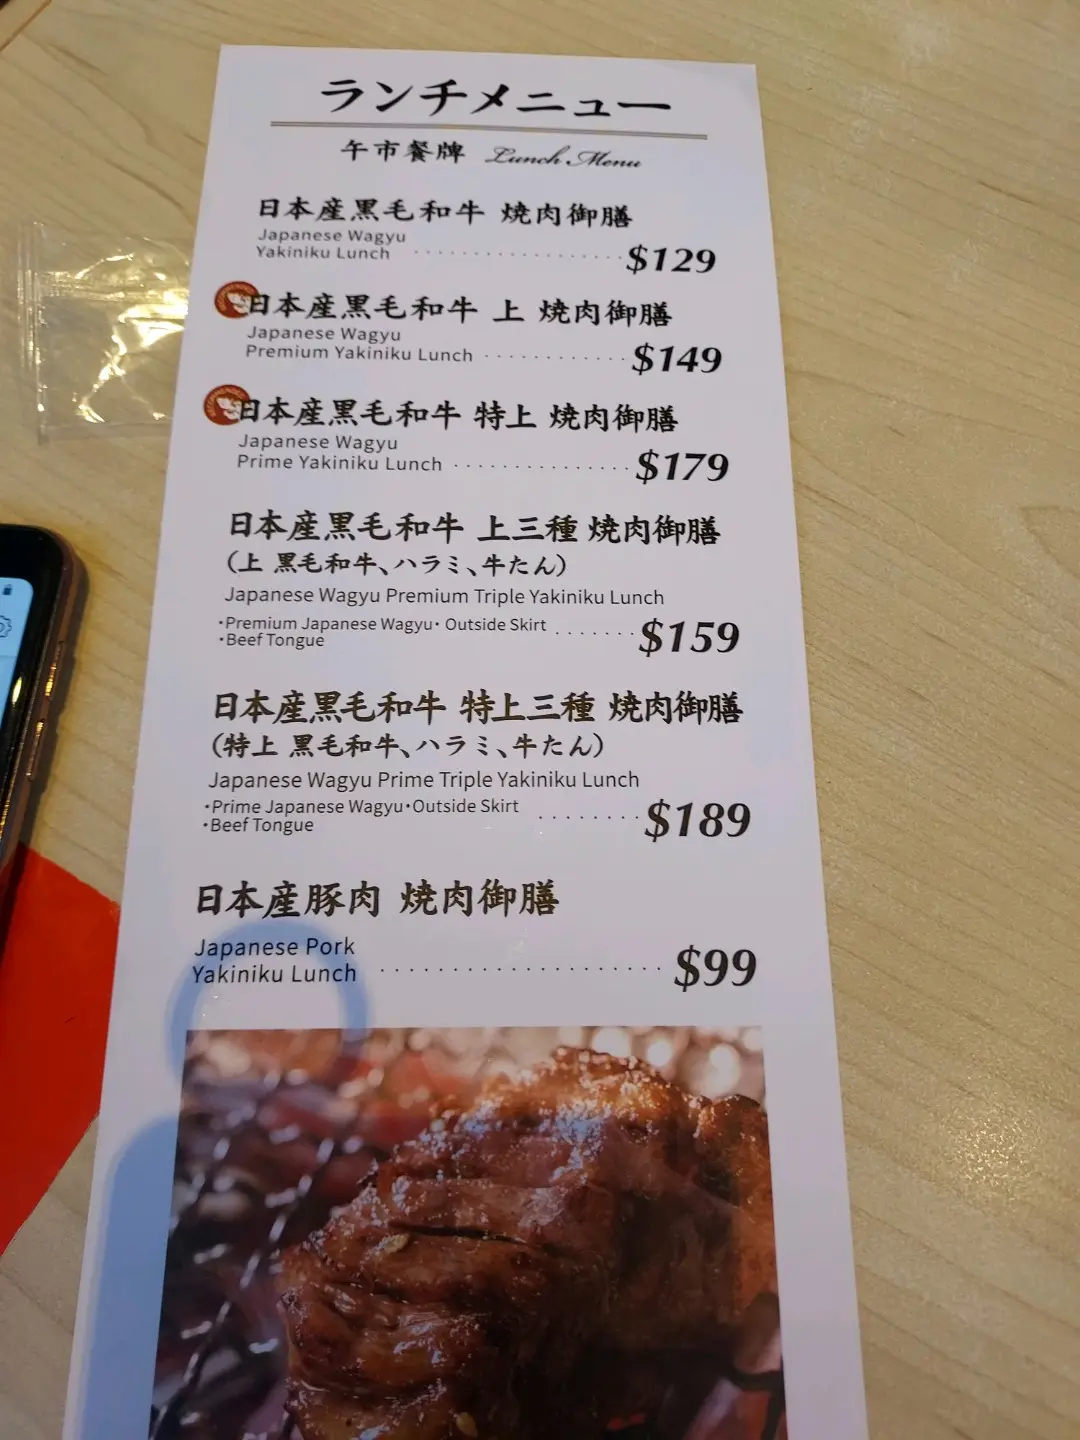 ランチメニュー
午市餐牌 Lunch Menu
日本産黒毛和牛 焼肉御膳
Japanese Wagyu
Yakiniku Lunch ................... $129
日本産黒毛和牛 上 焼肉御膳
Japanese Wagyu
Premium Yakiniku Lunch ............ $149
日本産黒毛和牛 特上 焼肉御膳
Japanese Wagyu
Prime Yakiniku Lunch ............... $179
日本産黒毛和牛 上三種 焼肉御膳
(上 黒毛和牛、ハラミ、牛たん)
Japanese Wagyu Premium Triple Yakiniku Lunch
・Premium Japanese Wagyu・ Outside Skirt
・Beef Tongue ....... $159
日本産黒毛和牛 特上三種 焼肉御膳
(特上 黒毛和牛、ハラミ、牛たん)
Japanese Wagyu Prime Triple Yakiniku Lunch
・Prime Japanese Wagyu・Outside Skirt
・Beef Tongue ........ $189
日本産豚肉 焼肉御膳
Japanese Pork
Yakiniku Lunch ..................... $99